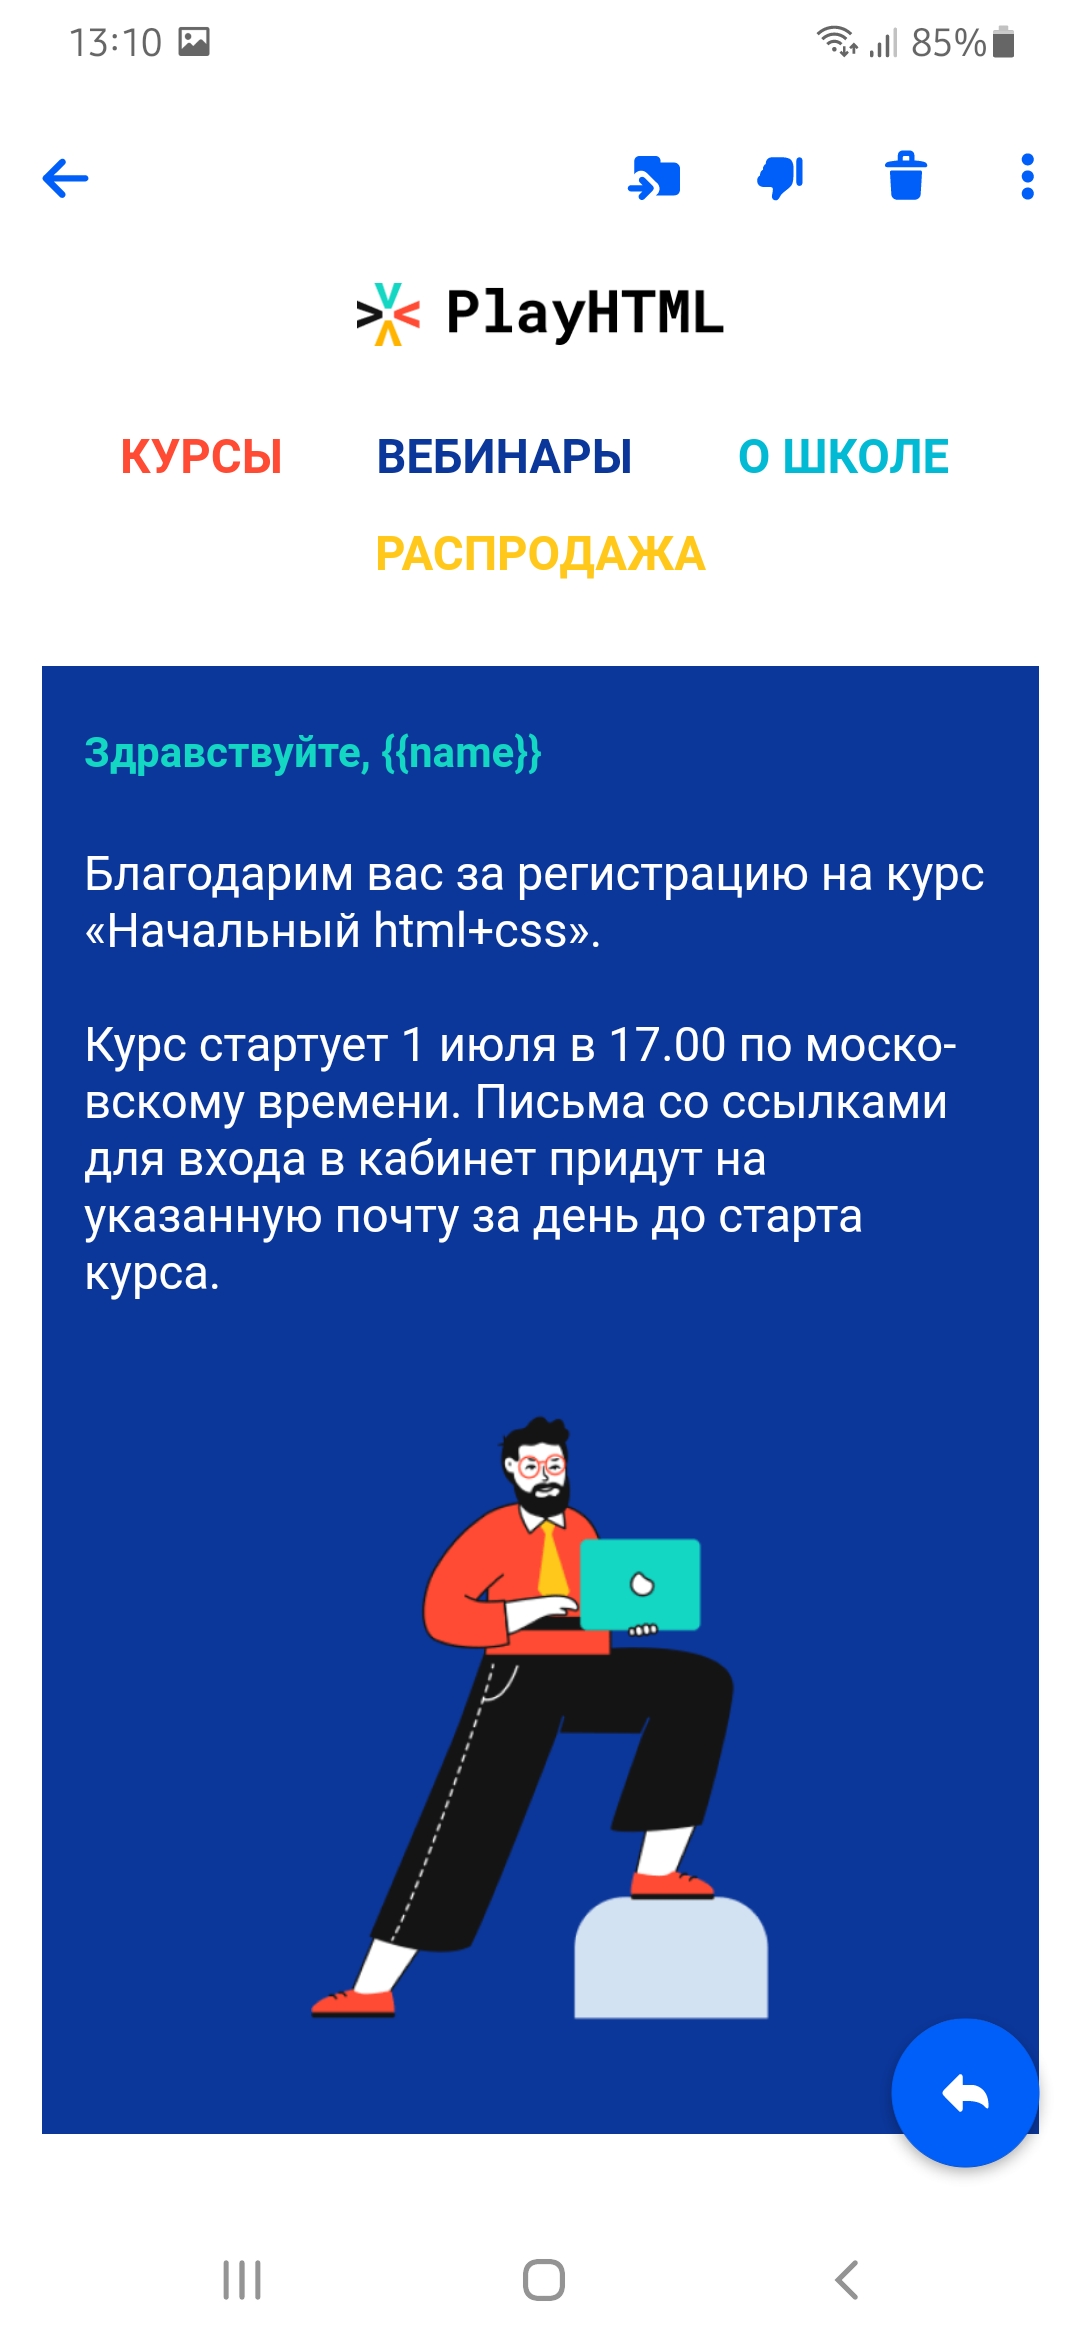 13:10
85%
PlayHTML
КУРСЫ ВЕБИНАРЫ О ШКОЛЕ
РАСПРОДАЖА
Здравствуйте, {{name}}
Благодарим вас за регистрацию на курс
«Начальный html+css».
Курс стартует 1 июля в 17.00 по моско-
вскому времени. Письма со ссылками
для входа в кабинет придут на
указанную почту за день до старта
курса.